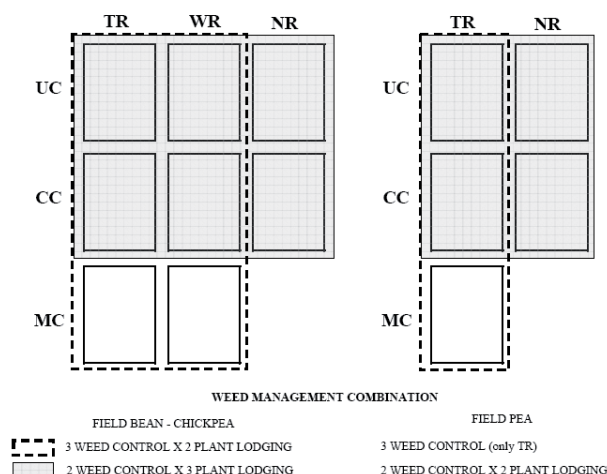 TR WR NR TR NR
UC UC
CC CC
MC MC
WEED MANAGEMENT COMBINATION
FIELD BEAN - CHICKPEA FIELD PEA
3 WEED CONTROL X 2 PLANT LODGING 3 WEED CONTROL (only TR)
2 WEED CONTROL X 3 PLANT LODGING 2 WEED CONTROL X 2 PLANT LODGING